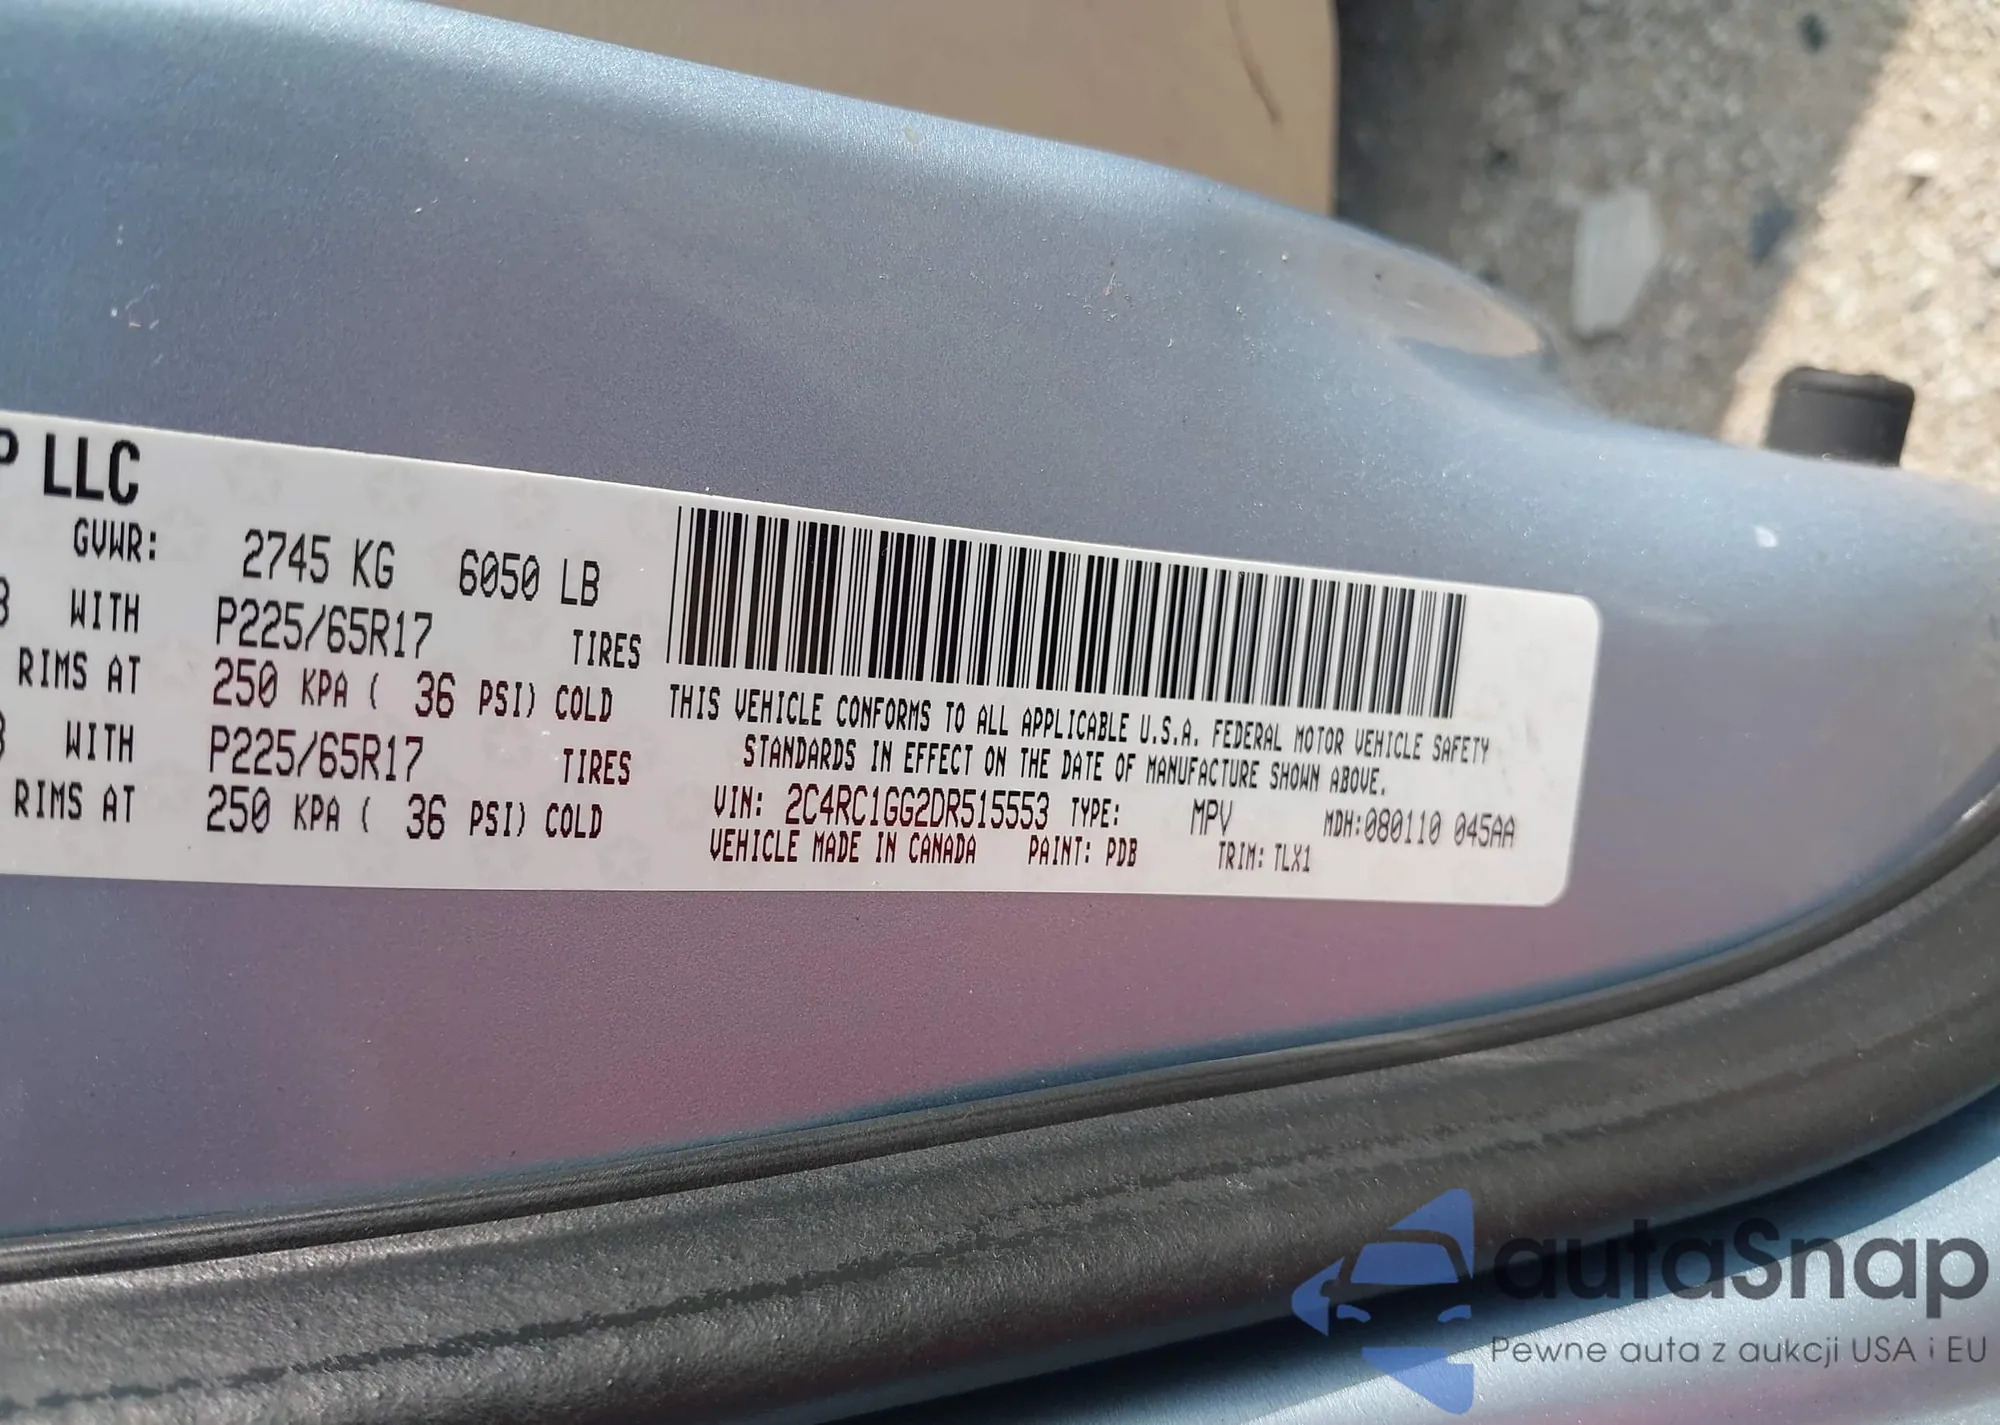 P LLC
GVWR: 2745 KG 6050 LB
WITH P225/65R17 TIRES
RIMS AT 250 KPA ( 36 PSI) COLD
WITH P225/65R17 TIRES
RIMS AT 250 KPA ( 36 PSI) COLD
THIS VEHICLE CONFORMS TO ALL APPLICABLE U.S.A. FEDERAL MOTOR VEHICLE SAFETY
STANDARDS IN EFFECT ON THE DATE OF MANUFACTURE SHOWN ABOVE.
VIN: 2C4RC1GG2DR515553 TYPE: MPV MDH:080110 045AA
VEHICLE MADE IN CANADA PAINT: PDB TRIM: TLX1
autaSnap
Pewne auta z aukcji USA i EU